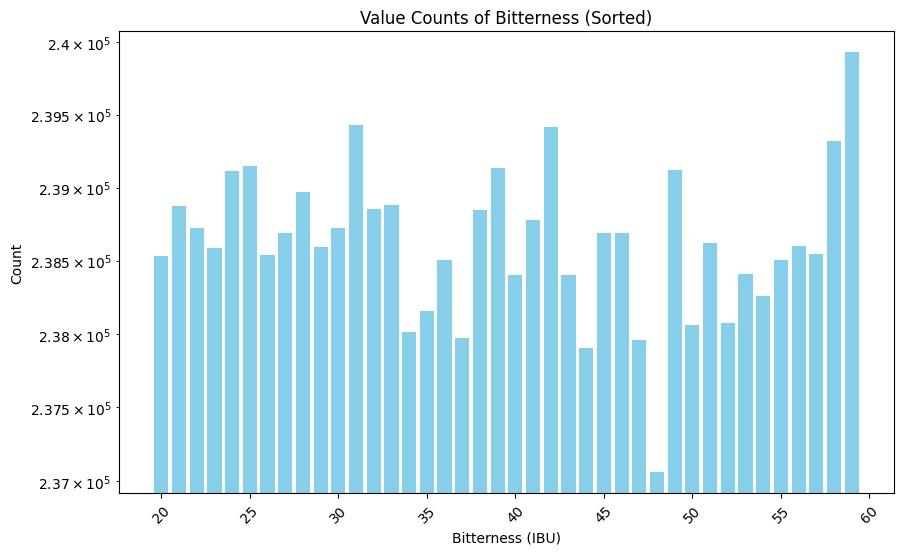 Value Counts of Bitterness (Sorted)
Count
2.4 × 10⁵
2.395 × 10⁵
2.39 × 10⁵
2.385 × 10⁵
2.38 × 10⁵
2.375 × 10⁵
2.37 × 10⁵
20 25 30 35 40 45 50 55 60
Bitterness (IBU)